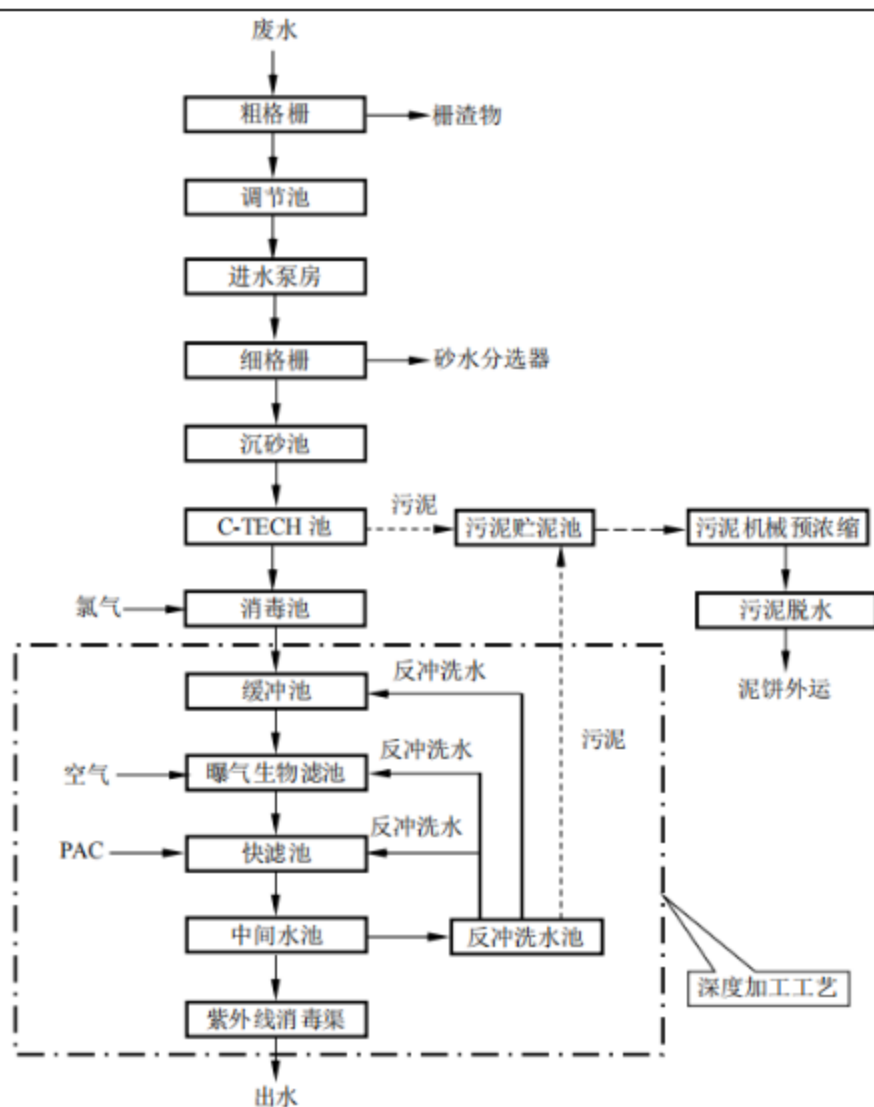 废水
粗格栅
栅渣物
调节池
进水泵房
细格栅
砂水分选器
沉砂池
C-TECH 池
污泥
污泥贮泥池
污泥机械预浓缩
氯气
消毒池
污泥脱水
缓冲池
反冲洗水
泥饼外运
污泥
空气
曝气生物滤池
反冲洗水
PAC
快滤池
反冲洗水
中间水池
反冲洗水池
深度加工工艺
紫外线消毒渠
出水